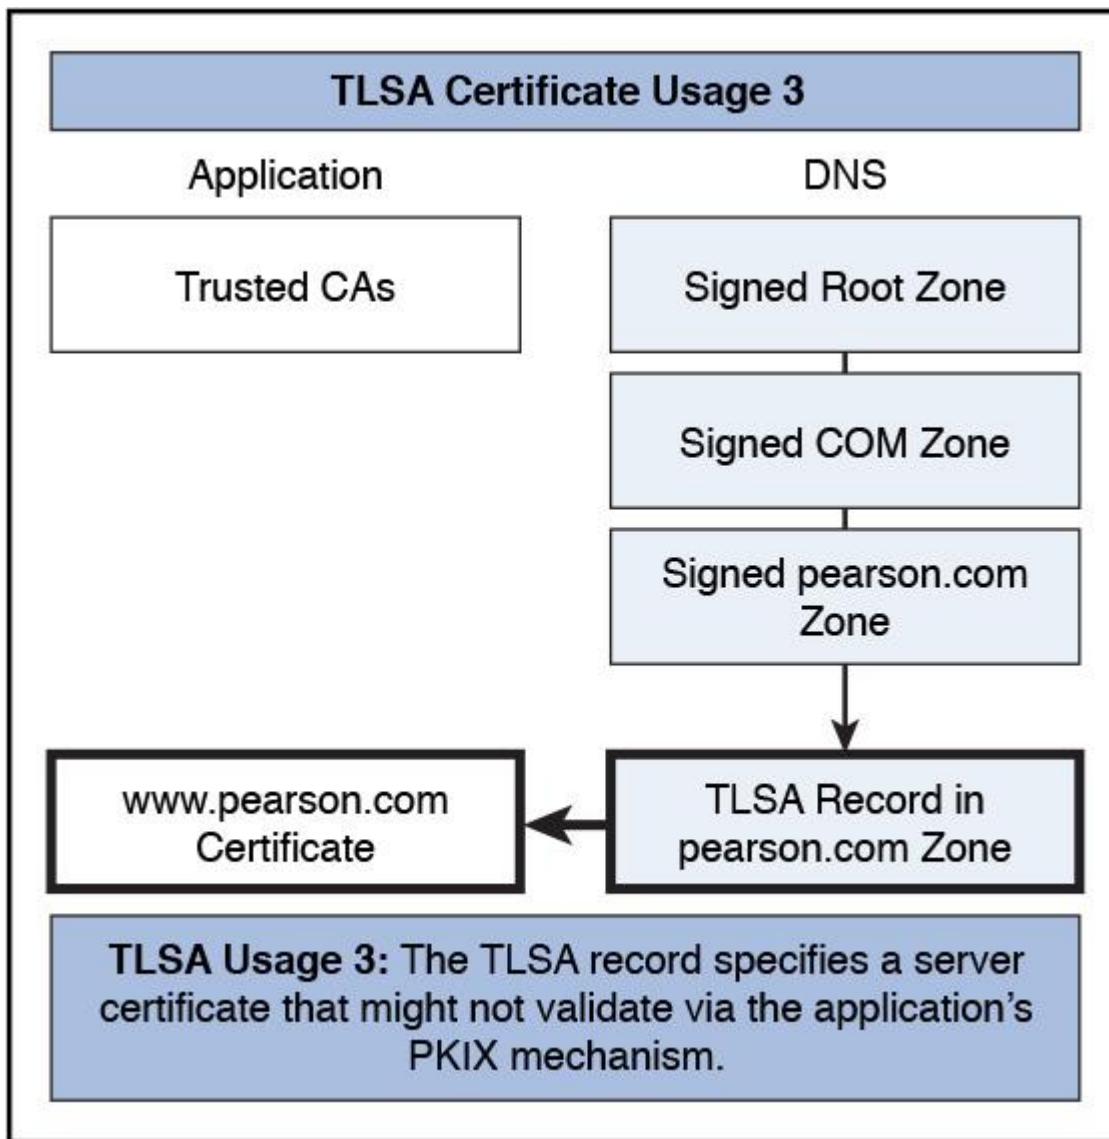 TLSA Certificate Usage 3
Application
DNS
Trusted CAs
Signed Root Zone
Signed COM Zone
Signed pearson.com
Zone
www.pearson.com
Certificate
TLSA Record in
pearson.com Zone
TLSA Usage 3: The TLSA record specifies a server
certificate that might not validate via the application’s
PKIX mechanism.